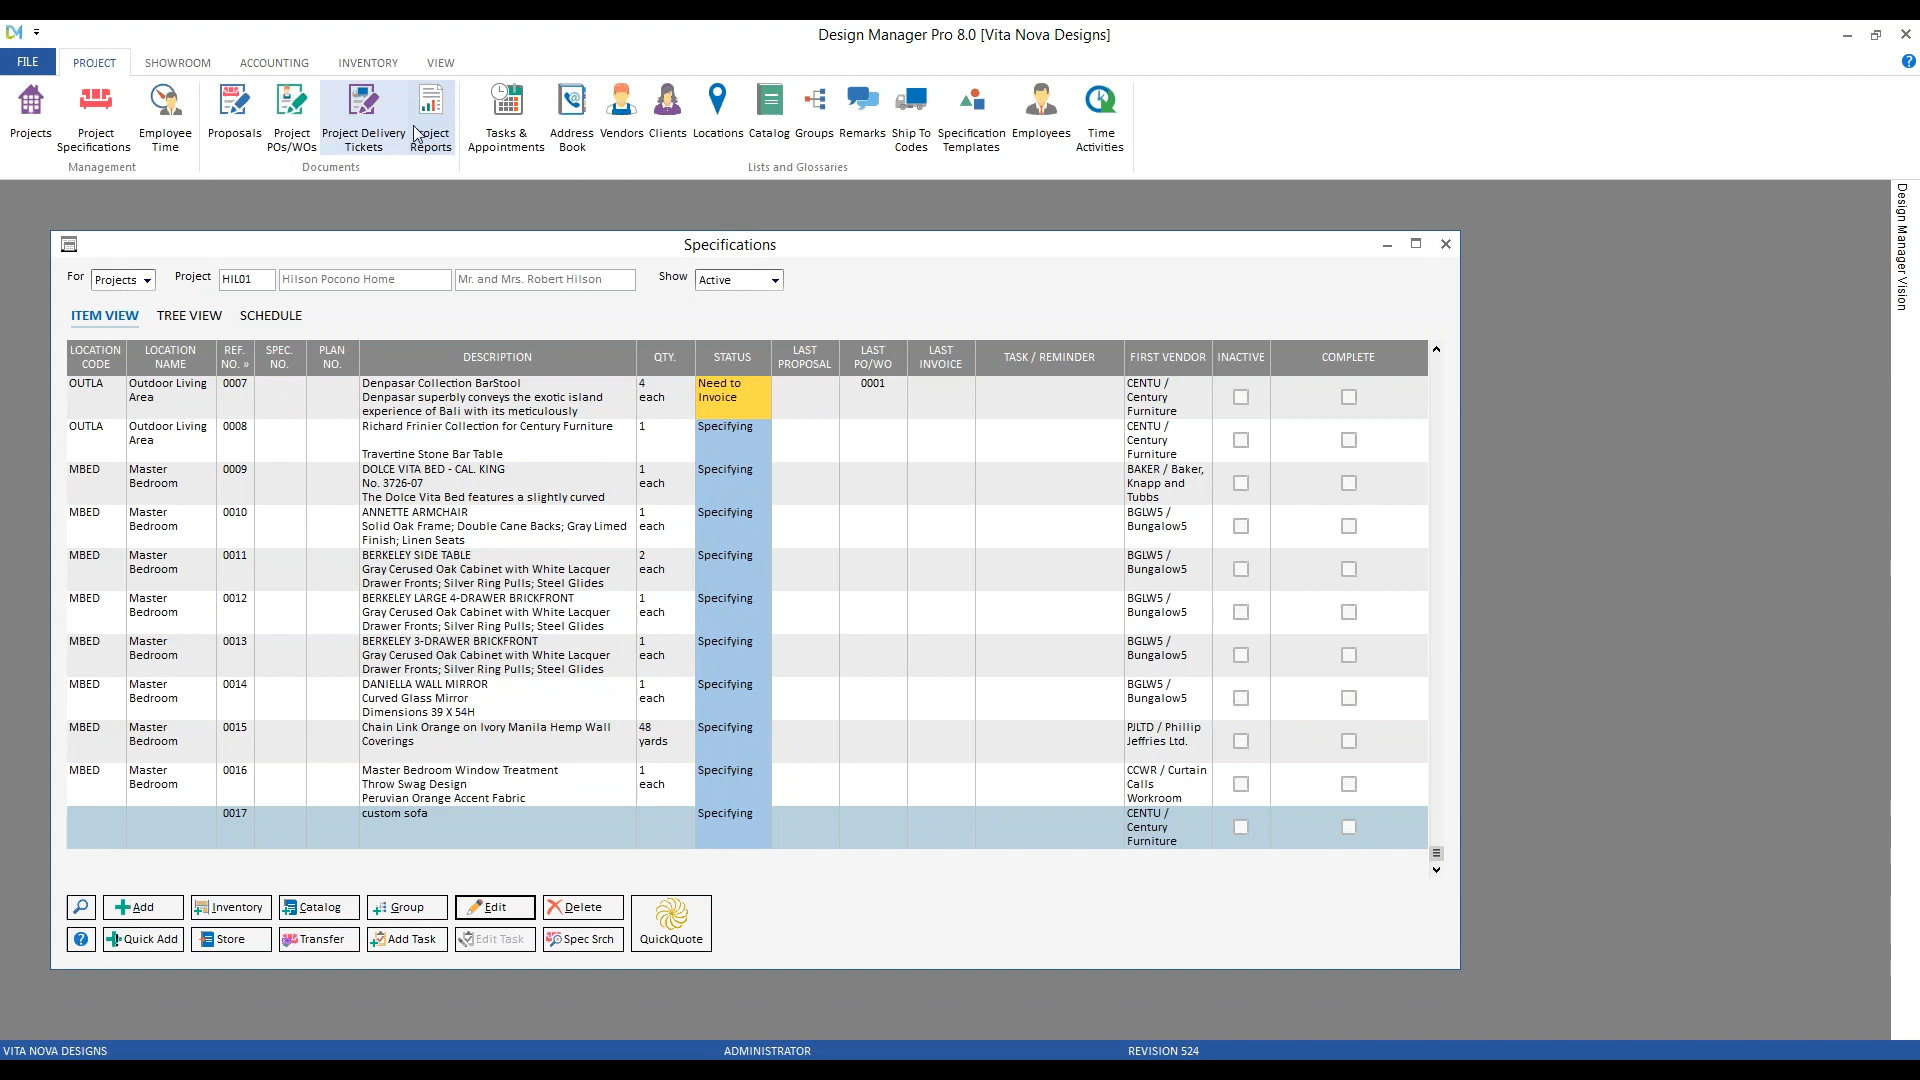 Design Manager Pro 8.0 [Vita Nova Designs]
FILE PROJECT SHOWROOM ACCOUNTING INVENTORY VIEW
Projects
Project Specifications
Employee Time
Management
Proposals
Project POs/WOs
Project Delivery Tickets
Reports
Documents
Tasks & Appointments
Address Book
Vendors
Clients
Locations
Catalog
Groups
Remarks
Ship To Codes
Specification Templates
Employees
Time Activities
Lists and Glossaries
Design Manager Vision
Specifications
For Projects Project HIL01 Hilson Pocono Home Mr. and Mrs. Robert Hilson Show Active
ITEM VIEW TREE VIEW SCHEDULE
LOCATION CODE LOCATION NAME REF. NO. » SPEC. NO. PLAN NO. DESCRIPTION QTY. STATUS LAST PROPOSAL LAST PO/WO LAST INVOICE TASK / REMINDER FIRST VENDOR INACTIVE COMPLETE
OUTLA Outdoor Living 0007 Denpasar Collection BarStool 4 Need to 0001 CENTU /
Area Denpasar superbly conveys the exotic island each Invoice Century
experience of Bali with its meticulously Furniture
OUTLA Outdoor Living 0008 Richard Frinier Collection for Century Furniture 1 Specifying CENTU /
Area Century
Travertine Stone Bar Table Furniture
MBED Master 0009 DOLCE VITA BED - CAL. KING 1 Specifying BAKER / Baker,
Bedroom No. 3726-07 each Knapp and
The Dolce Vita Bed features a slightly curved Tubbs
MBED Master 0010 ANNETTE ARMCHAIR 1 Specifying BGLW5 /
Bedroom Solid Oak Frame; Double Cane Backs; Gray Limed each Bungalow5
Finish; Linen Seats
MBED Master 0011 BERKELEY SIDE TABLE 2 Specifying BGLW5 /
Bedroom Gray Cerused Oak Cabinet with White Lacquer each Bungalow5
Drawer Fronts; Silver Ring Pulls; Steel Glides
MBED Master 0012 BERKELEY LARGE 4-DRAWER BRICKFRONT 1 Specifying BGLW5 /
Bedroom Gray Cerused Oak Cabinet with White Lacquer each Bungalow5
Drawer Fronts; Silver Ring Pulls; Steel Glides
MBED Master 0013 BERKELEY 3-DRAWER BRICKFRONT 1 Specifying BGLW5 /
Bedroom Gray Cerused Oak Cabinet with White Lacquer each Bungalow5
Drawer Fronts; Silver Ring Pulls; Steel Glides
MBED Master 0014 DANIELLA WALL MIRROR 1 Specifying BGLW5 /
Bedroom Curved Glass Mirror each Bungalow5
Dimensions 39 X 54H
MBED Master 0015 Chain Link Orange on Ivory Manila Hemp Wall 48 Specifying PJLTD / Phillip
Bedroom Coverings yards Jeffries Ltd.
MBED Master 0016 Master Bedroom Window Treatment 1 Specifying CCWR / Curtain
Bedroom Throw Swag Design each Calls
Peruvian Orange Accent Fabric Workroom
0017 custom sofa Specifying CENTU /
Century
Furniture
Add Inventory Catalog Group Edit Delete
Quick Add Store Transfer Add Task Edit Task Spec Srch QuickQuote
VITA NOVA DESIGNS ADMINISTRATOR REVISION 524